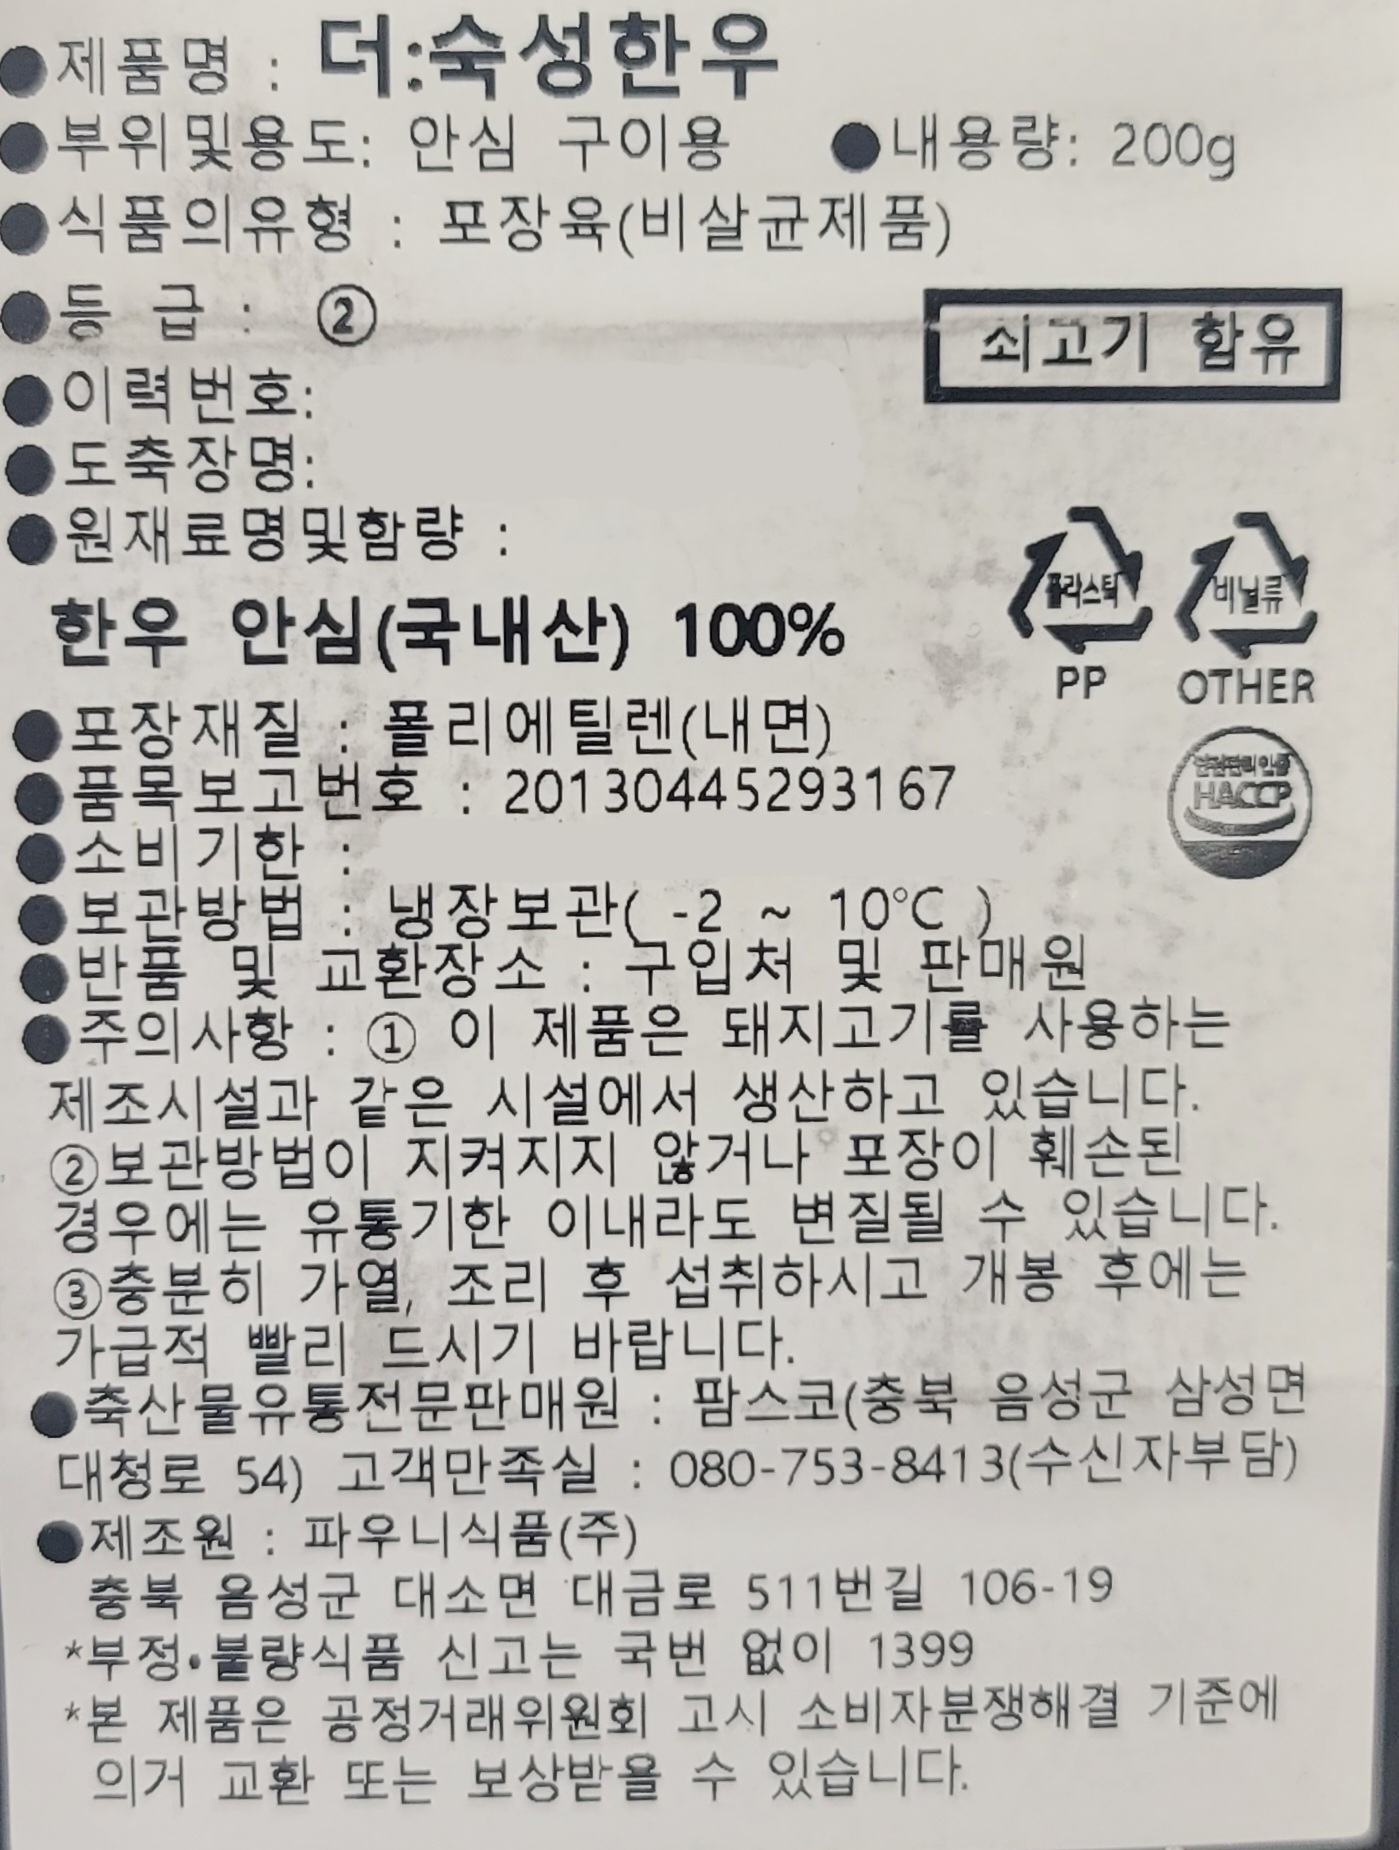 ●제품명 : 더:숙성한우
●부위및용도: 안심 구이용 ●내용량: 200g
●식품의유형 : 포장육(비살균제품)
●등 급 : ②
쇠고기 함유
●이력번호:
●도축장명:
●원재료명및함량 :
한우 안심(국내산) 100%
플라스틱 비닐류
PP OTHER
●포장재질 : 폴리에틸렌(내면)
●품목보고번호 : 20130445293167
안전관리인증
HACCP
●소비기한 :
●보관방법 : 냉장보관( -2 ~ 10℃ )
●반품 및 교환장소 : 구입처 및 판매원
●주의사항 : ① 이 제품은 돼지고기를 사용하는
제조시설과 같은 시설에서 생산하고 있습니다.
②보관방법이 지켜지지 않거나 포장이 훼손된
경우에는 유통기한 이내라도 변질될 수 있습니다.
③충분히 가열, 조리 후 섭취하시고 개봉 후에는
가급적 빨리 드시기 바랍니다.
●축산물유통전문판매원 : 팜스코(충북 음성군 삼성면
대청로 54) 고객만족실 : 080-753-8413(수신자부담)
●제조원 : 파우니식품(주)
충북 음성군 대소면 대금로 511번길 106-19
*부정•불량식품 신고는 국번 없이 1399
*본 제품은 공정거래위원회 고시 소비자분쟁해결 기준에
의거 교환 또는 보상받을 수 있습니다.